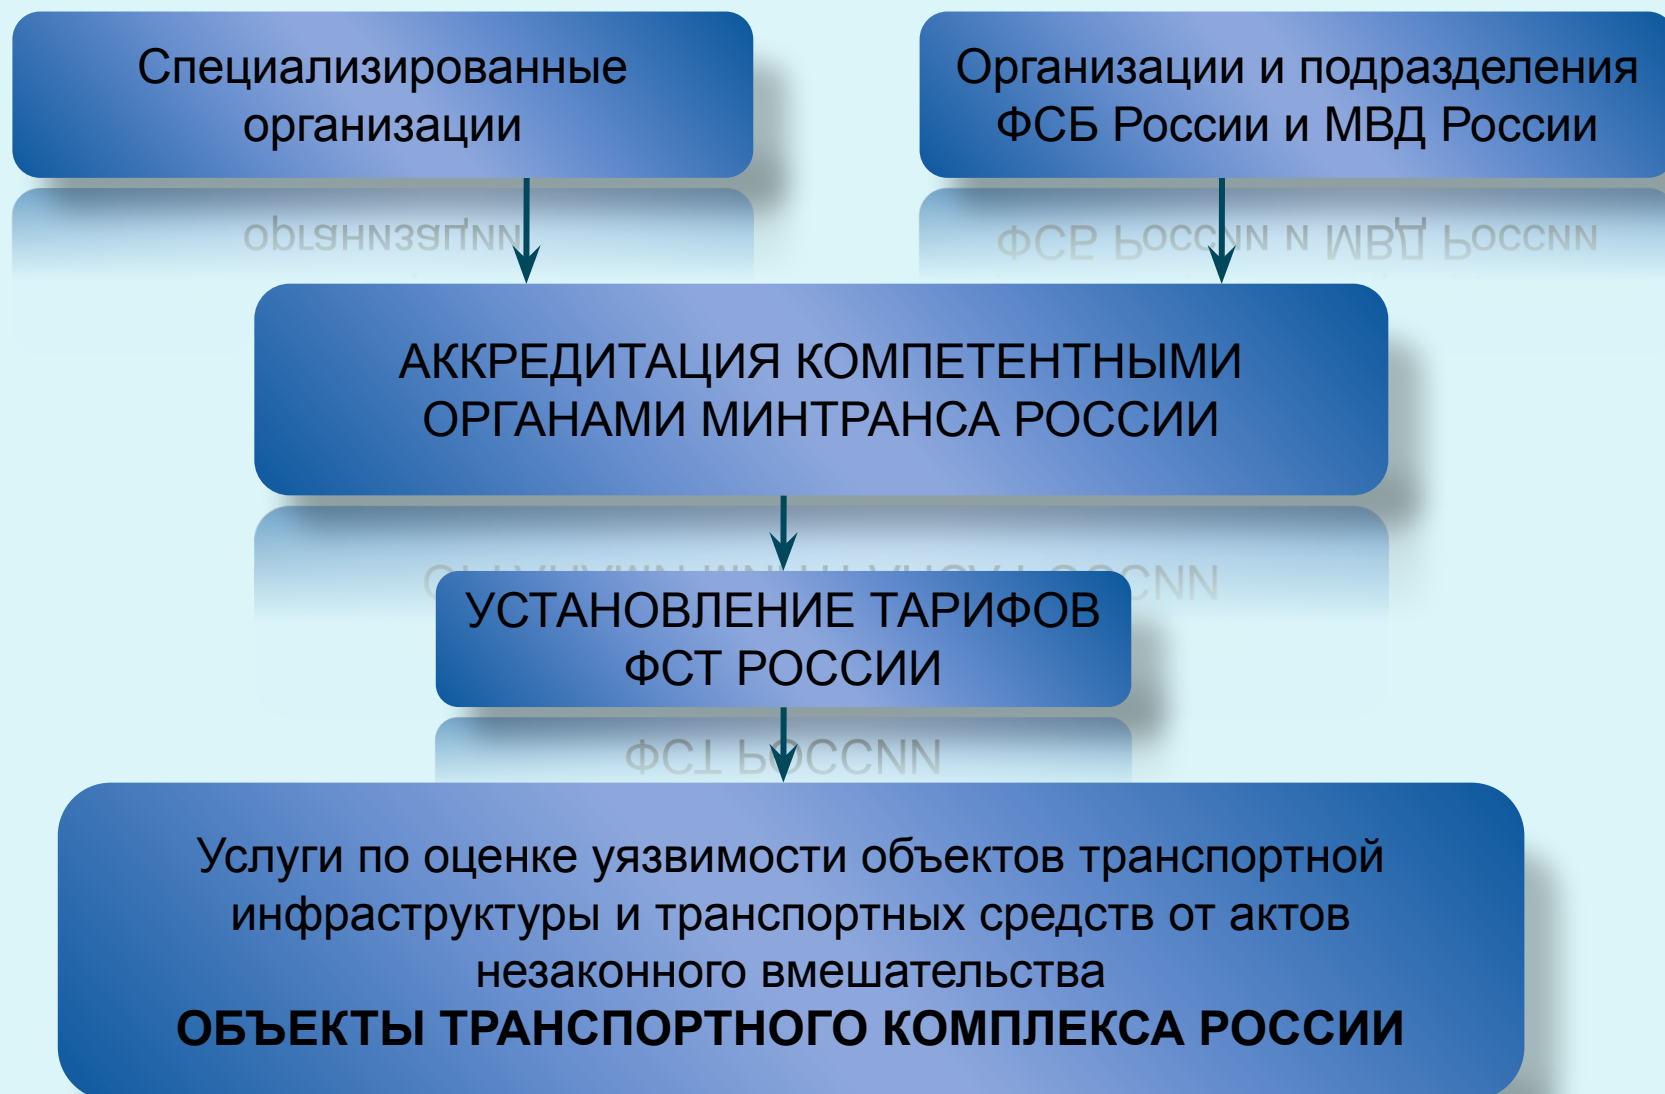 Специализированные
организации
Организации и подразделения
ФСБ России и МВД России
АККРЕДИТАЦИЯ КОМПЕТЕНТНЫМИ
ОРГАНАМИ МИНТРАНСА РОССИИ
УСТАНОВЛЕНИЕ ТАРИФОВ
ФСТ РОССИИ
Услуги по оценке уязвимости объектов транспортной
инфраструктуры и транспортных средств от актов
незаконного вмешательства
ОБЪЕКТЫ ТРАНСПОРТНОГО КОМПЛЕКСА РОССИИ